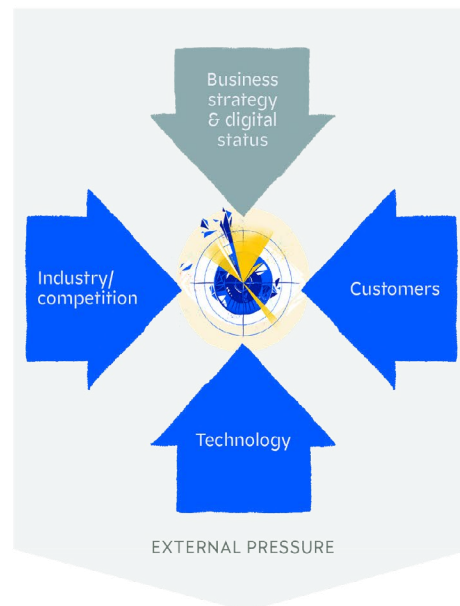 Business
strategy
& digital
status
Industry/
competition
Customers
Technology
EXTERNAL PRESSURE